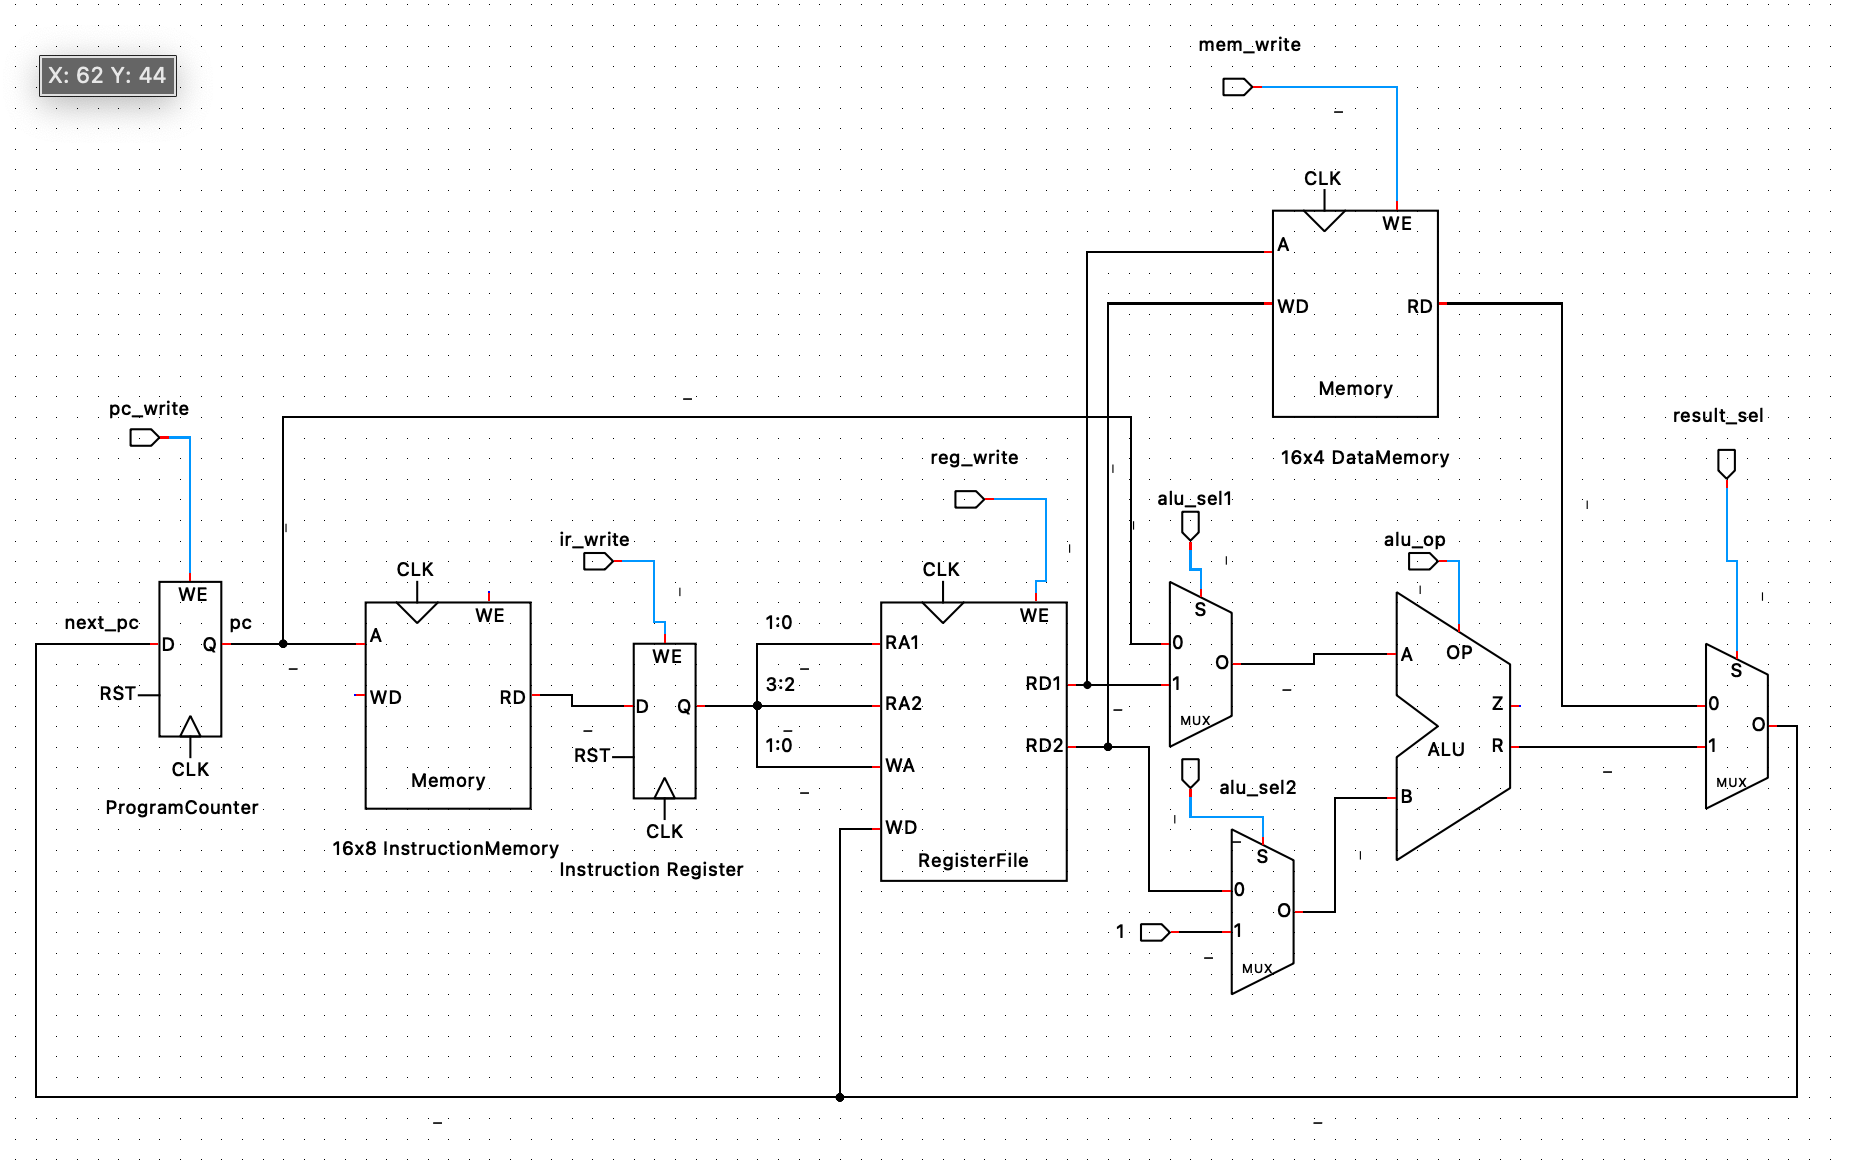 mem_write
X: 62 Y: 44
CLK
WE
A
WD
RD
Memory
16x4 DataMemory
pc_write
WE
next_pc
D
Q
pc
RST
CLK
ProgramCounter
CLK
WE
A
WD
RD
Memory
16x8 InstructionMemory
ir_write
WE
D
Q
RST
CLK
Instruction Register
1:0
3:2
1:0
reg_write
CLK
WE
RA1
RA2
WA
WD
RD1
RD2
RegisterFile
alu_sel1
S
0
1
O
MUX
alu_sel2
S
0
1
1
O
MUX
alu_op
OP
A
B
Z
R
ALU
result_sel
S
0
1
O
MUX